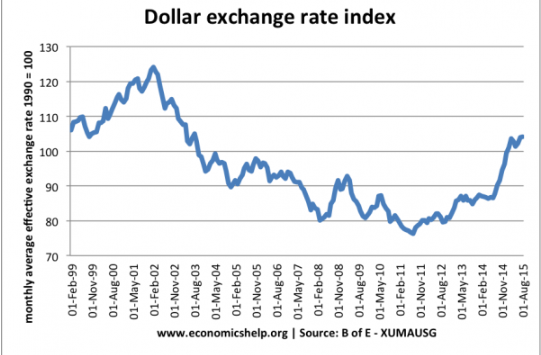 Dollar exchange rate index
monthly average effective exchange rate 1990 = 100
130
120
110
100
90
80
70
01-Feb-99
01-Nov-99
01-Aug-00
01-May-01
01-Feb-02
01-Nov-02
01-Aug-03
01-May-04
01-Feb-05
01-Nov-05
01-Aug-06
01-May-07
01-Feb-08
01-Nov-08
01-Aug-09
01-May-10
01-Feb-11
01-Nov-11
01-Aug-12
01-May-13
01-Feb-14
01-Nov-14
01-Aug-15
www.economicshelp.org | Source: B of E - XUMAUSG